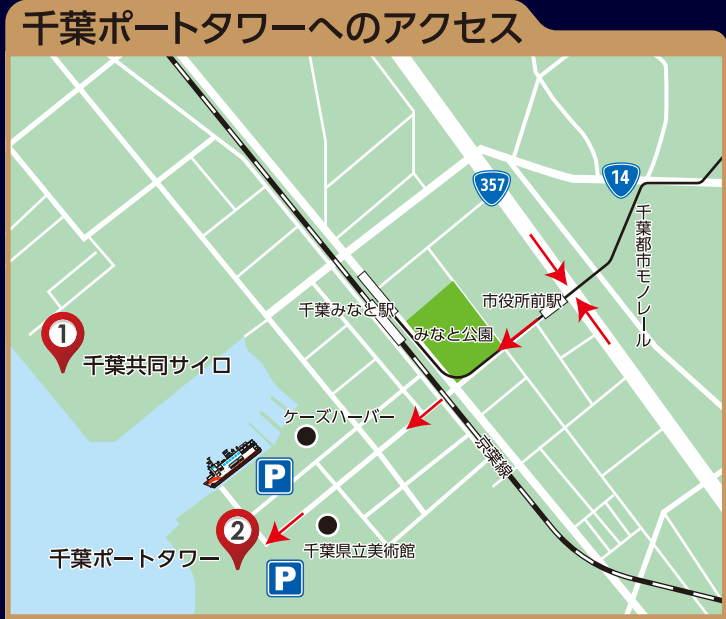 千葉ポートタワーへのアクセス
357
14
千葉都市モノレール
市役所前駅
千葉みなと駅
みなと公園
1
千葉共同サイロ
ケーズハーバー
P
京葉線
2
千葉ポートタワー
千葉県立美術館
P